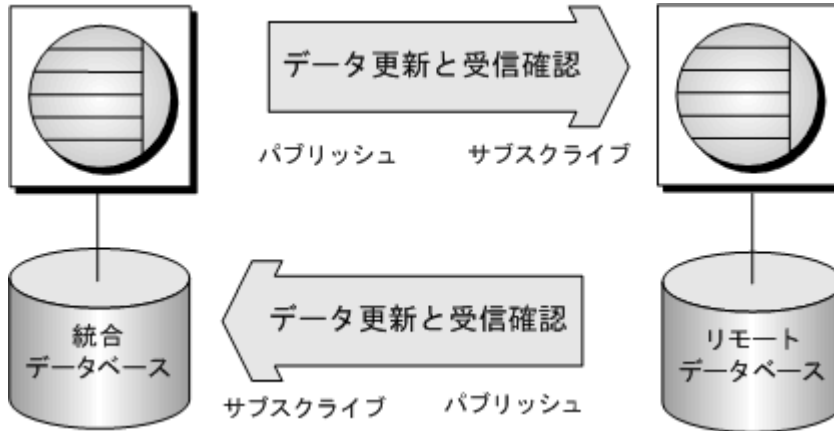 データ更新と受信確認
パブリッシュ
サブスクライブ
データ更新と受信確認
サブスクライブ
パブリッシュ
統合
データベース
リモート
データベース